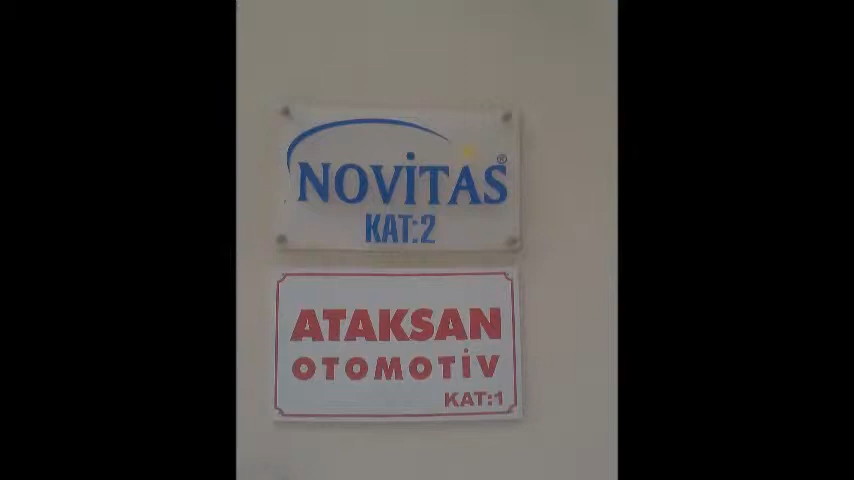 NOVİTAS®
KAT:2
ATAKSAN
OTOMOTİV
KAT:1